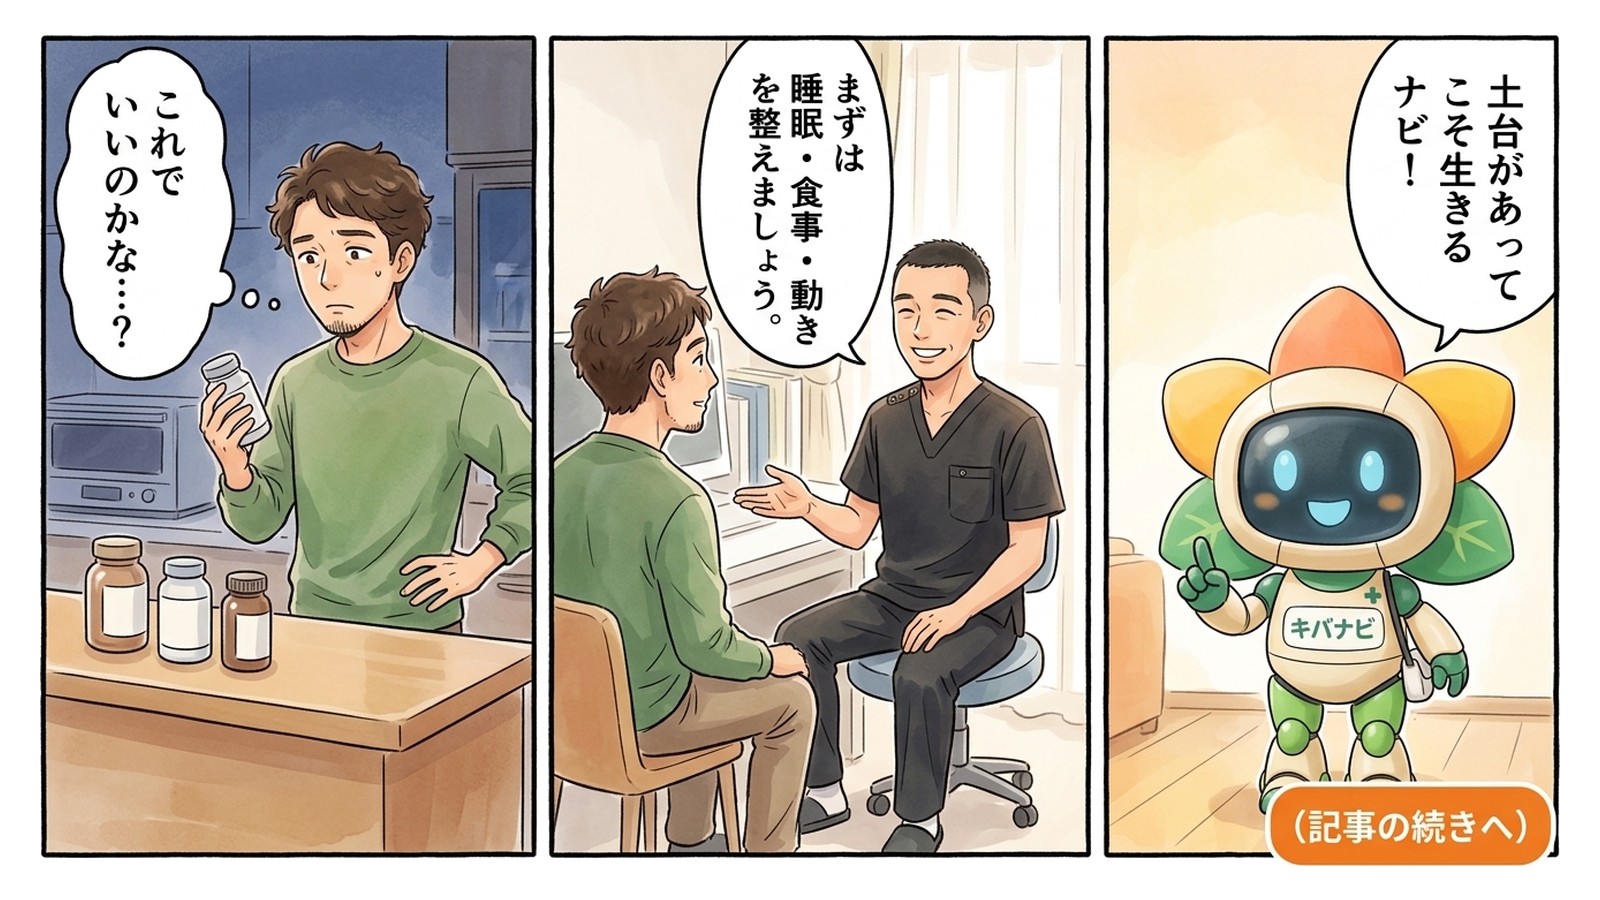 これで
いいのかな…？
まずは
睡眠・食事・動き
を整えましょう。
土台があって
こそ生きる
ナビ！
キバナビ
（記事の続きへ）